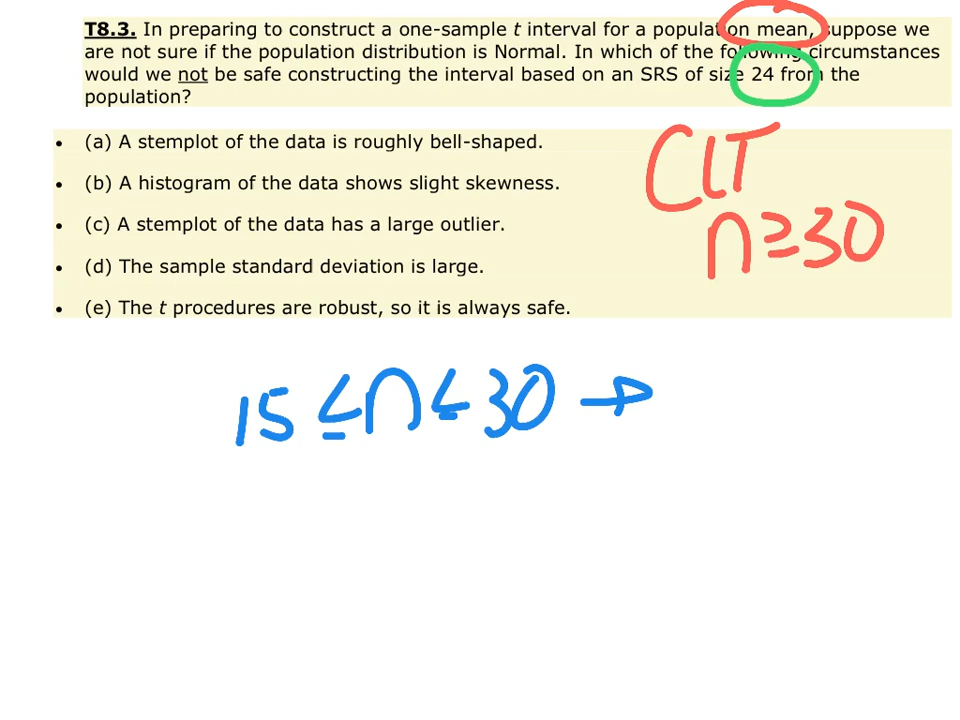 T8.3. In preparing to construct a one-sample t interval for a population mean, suppose we
are not sure if the population distribution is Normal. In which of the following circumstances
would we not be safe constructing the interval based on an SRS of size 24 from the
population?
• (a) A stemplot of the data is roughly bell-shaped.
• (b) A histogram of the data shows slight skewness.
• (c) A stemplot of the data has a large outlier.
• (d) The sample standard deviation is large.
• (e) The t procedures are robust, so it is always safe.
CLT
n≥30
15 ≤ n ≤ 30 →